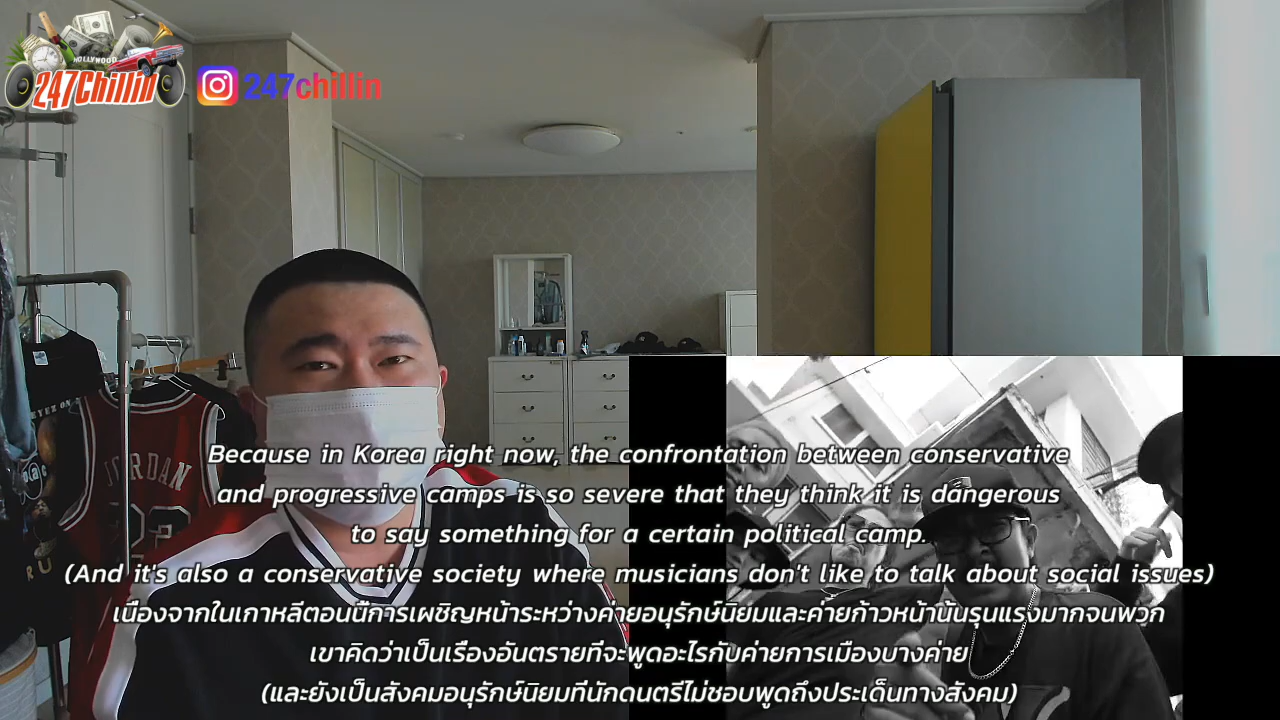 HOLLYWOOD
247Chillin
247chillin
JORDAN
23
Because in Korea right now, the confrontation between conservative
and progressive camps is so severe that they think it is dangerous
to say something for a certain political camp.
(And it's also a conservative society where musicians don't like to talk about social issues)
เนื่องจากในเกาหลีตอนนี้การเผชิญหน้าระหว่างค่ายอนุรักษ์นิยมและค่ายก้าวหน้านั้นรุนแรงมากจนพวก
เขาคิดว่าเป็นเรื่องอันตรายที่จะพูดอะไรกับค่ายการเมืองบางค่าย
(และยังเป็นสังคมอนุรักษ์นิยมที่นักดนตรีไม่ชอบพูดถึงประเด็นทางสังคม)